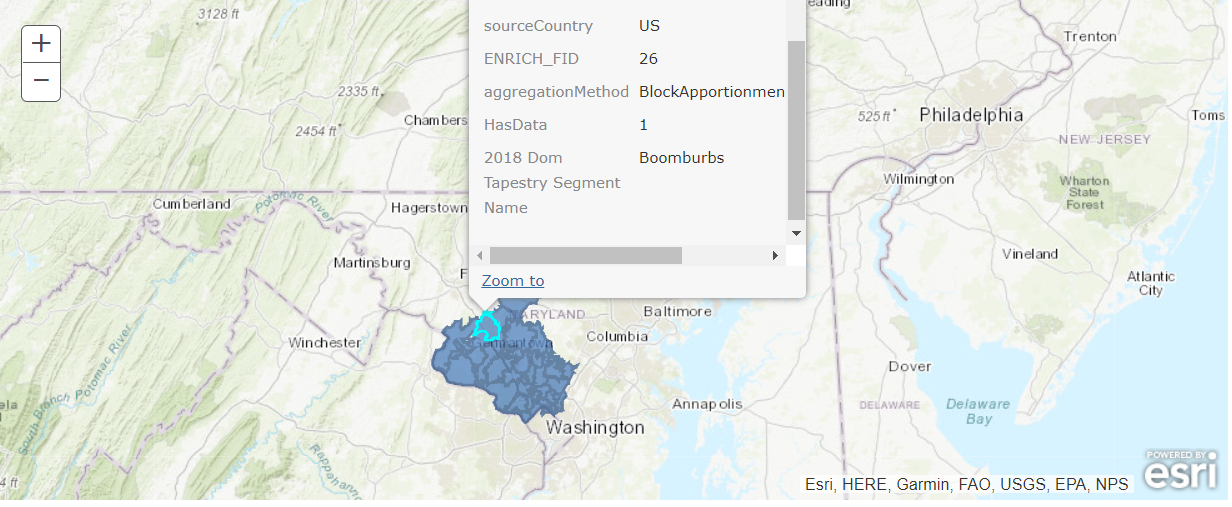 +
−
3128 ft
2335 ft
2454 ft
Chambers
Cumberland
Potomac River
Hagerstown
Martinsburg
F
Winchester
South Branch Potomac River
Rappahannock
sourceCountry US
ENRICH_FID 26
aggregationMethod BlockApportionmen
HasData 1
2018 Dom Boomburbs
Tapestry Segment
Name
Zoom to
MARYLAND
Germantown
Baltimore
Columbia
Washington
Annapolis
eading
Trenton
525 ft
Philadelphia
Toms
NEW JERSEY
Wilmington
Wharton
State
Forest
Vineland
Atlantic
City
Dover
DELAWARE
Delaware
Bay
POWERED BY
esri
Esri, HERE, Garmin, FAO, USGS, EPA, NPS